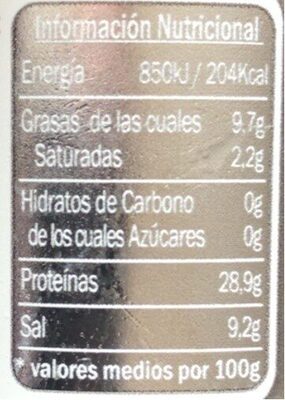 Información Nutricional
Energía 850kJ / 204Kcal
Grasas de las cuales 9.7g
Saturadas 2,2g
Hidratos de Carbono 0g
de los cuales Azúcares 0g
Proteínas 28,9g
Sal 9,2g
* valores medios por 100g